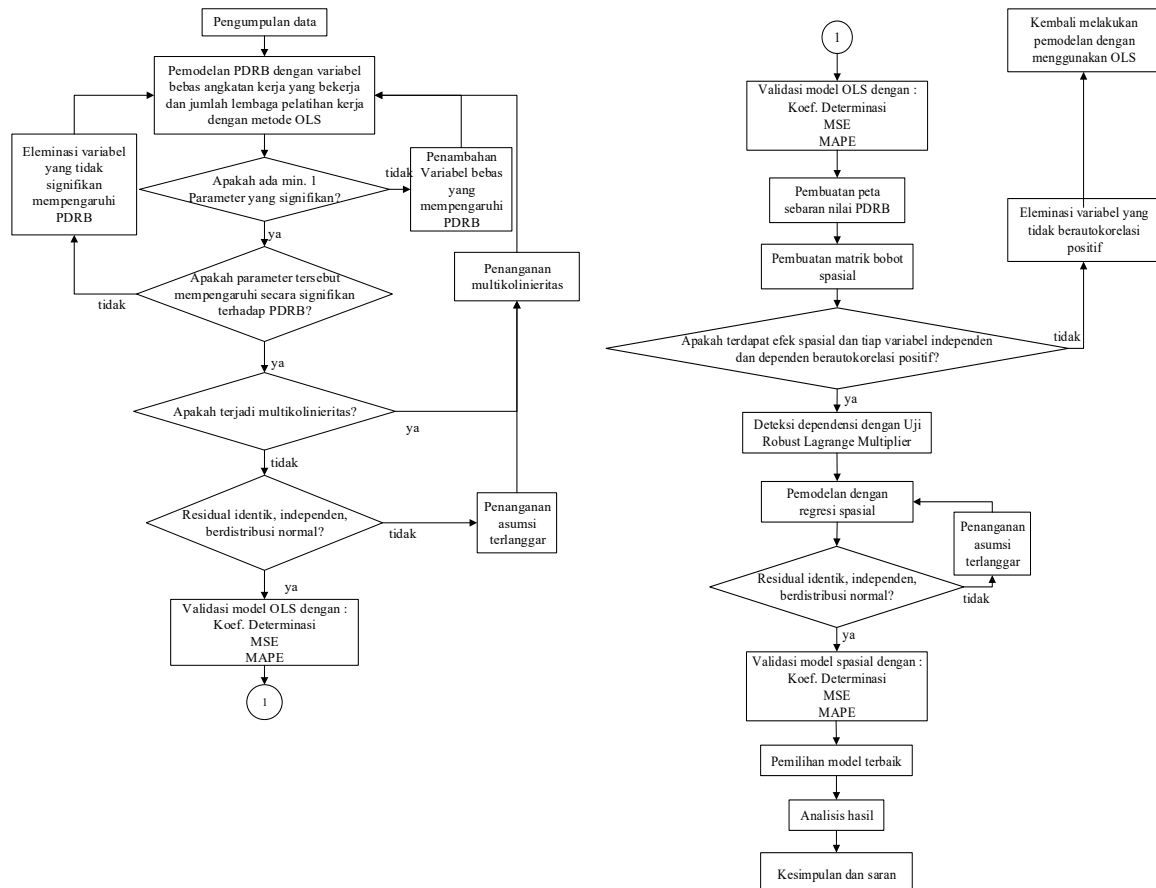 Pengumpulan data
Pemodelan PDRB dengan variabel
bebas angkatan kerja yang bekerja
dan jumlah lembaga pelatihan kerja
dengan metode OLS
Eleminasi variabel
yang tidak
signifikan
mempengaruhi
PDRB
Apakah ada min. 1
Parameter yang signifikan?
tidak
Penambahan
Variabel bebas
yang
mempengaruhi
PDRB
ya
Apakah parameter tersebut
mempengaruhi secara signifikan
terhadap PDRB?
tidak
Penanganan
multikolinieritas
ya
Apakah terjadi multikolinieritas?
ya
tidak
Residual identik, independen,
berdistribusi normal?
tidak
Penanganan
asumsi
terlanggar
ya
Validasi model OLS dengan :
Koef. Determinasi
MSE
MAPE
1
1
Validasi model OLS dengan :
Koef. Determinasi
MSE
MAPE
Kembali melakukan
pemodelan dengan
menggunakan OLS
Pembuatan peta
sebaran nilai PDRB
Pembuatan matrik bobot
spasial
Eleminasi variabel yang
tidak berautokorelasi
positif
Apakah terdapat efek spasial dan tiap variabel independen
dan dependen berautokorelasi positif?
tidak
ya
Deteksi dependensi dengan Uji
Robust Lagrange Multiplier
Pemodelan dengan
regresi spasial
Penanganan
asumsi
terlanggar
Residual identik, independen,
berdistribusi normal?
tidak
ya
Validasi model spasial dengan :
Koef. Determinasi
MSE
MAPE
Pemilihan model terbaik
Analisis hasil
Kesimpulan dan saran